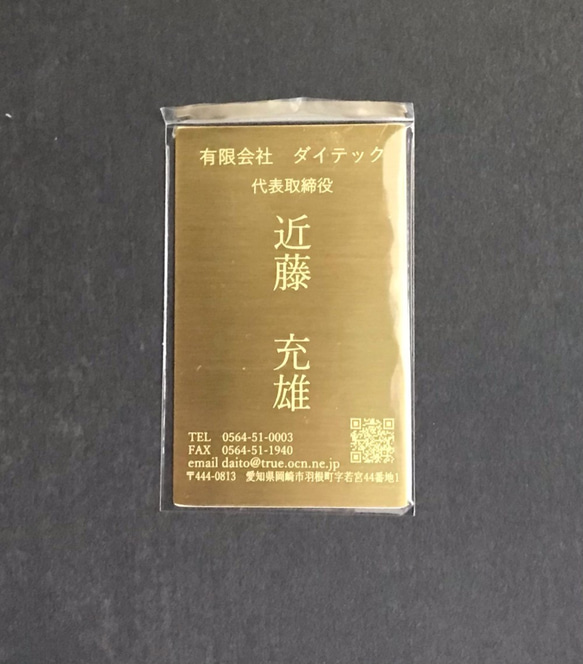 有限会社　ダイテック
代表取締役
近藤　充雄
TEL　0564-51-0003
FAX　0564-51-1940
email daito@true.ocn.ne.jp
〒444-0813　愛知県岡崎市羽根町字若宮44番地1